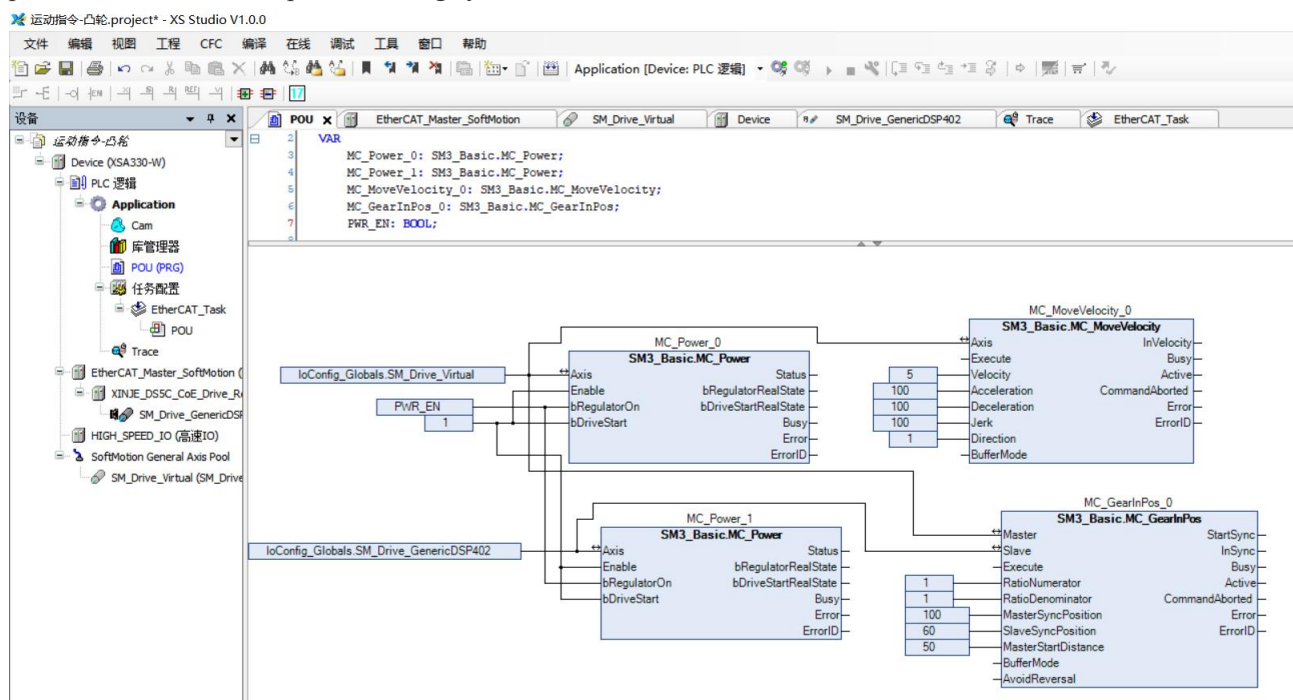 运动指令-凸轮.project* - XS Studio V1.0.0
文件 编辑 视图 工程 CFC 编译 在线 调试 工具 窗口 帮助
Application [Device: PLC 逻辑]
设备
POU EtherCAT_Master_SoftMotion SM_Drive_Virtual Device SM_Drive_GenericDSP402 Trace EtherCAT_Task
运动指令-凸轮
Device (XSA330-W)
PLC 逻辑
Application
Cam
库管理器
POU (PRG)
任务配置
EtherCAT_Task
POU
Trace
EtherCAT_Master_SoftMotion (
XINJE_DS5C_CoE_Drive_R
SM_Drive_GenericDSP
HIGH_SPEED_IO (高速IO)
SoftMotion General Axis Pool
SM_Drive_Virtual (SM_Drive
2 VAR
3 MC_Power_0: SM3_Basic.MC_Power;
4 MC_Power_1: SM3_Basic.MC_Power;
5 MC_MoveVelocity_0: SM3_Basic.MC_MoveVelocity;
6 MC_GearInPos_0: SM3_Basic.MC_GearInPos;
7 PWR_EN: BOOL;
IoConfig_Globals.SM_Drive_Virtual
PWR_EN
1
MC_Power_0
SM3_Basic.MC_Power
Axis Status
Enable bRegulatorRealState
bRegulatorOn bDriveStartRealState
bDriveStart Busy
Error
ErrorID
MC_MoveVelocity_0
SM3_Basic.MC_MoveVelocity
Axis InVelocity
Execute Busy
5 Velocity Active
100 Acceleration CommandAborted
100 Deceleration Error
100 Jerk ErrorID
1 Direction
BufferMode
IoConfig_Globals.SM_Drive_GenericDSP402
MC_Power_1
SM3_Basic.MC_Power
Axis Status
Enable bRegulatorRealState
bRegulatorOn bDriveStartRealState
bDriveStart Busy
Error
ErrorID
MC_GearInPos_0
SM3_Basic.MC_GearInPos
Master StartSync
Slave InSync
Execute Busy
1 RatioNumerator Active
1 RatioDenominator CommandAborted
100 MasterSyncPosition Error
60 SlaveSyncPosition ErrorID
50 MasterStartDistance
BufferMode
AvoidReversal